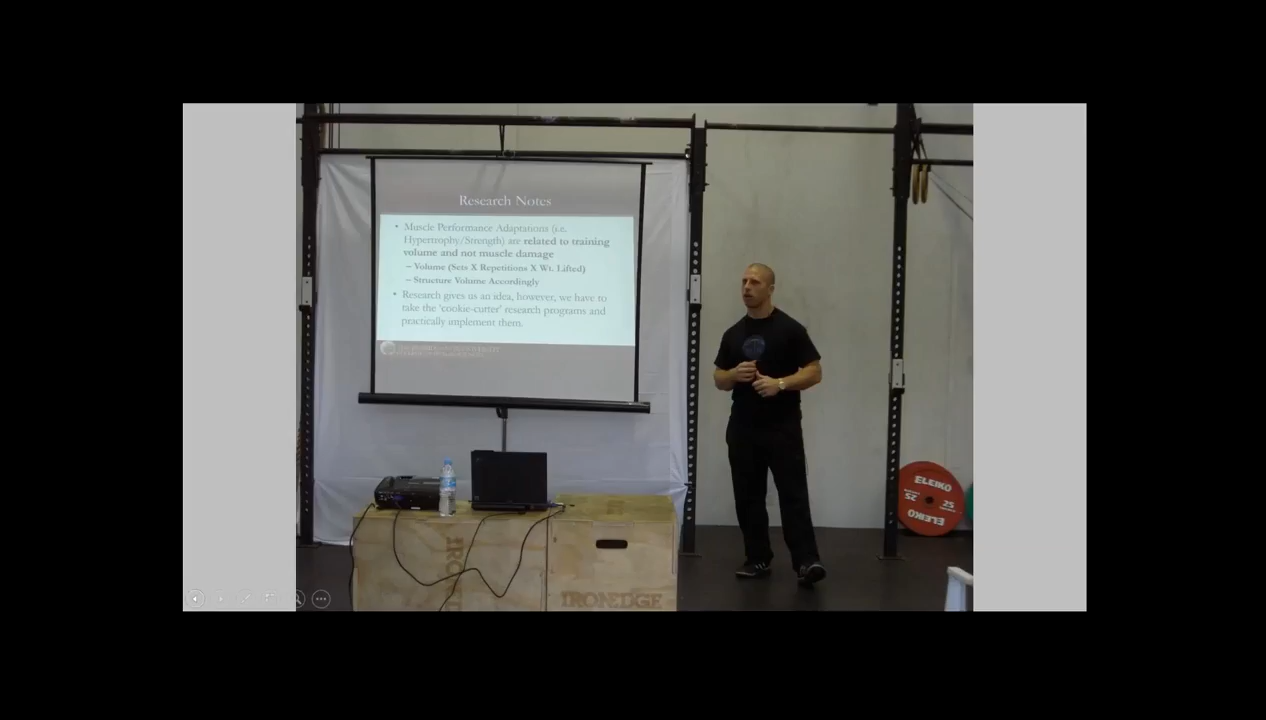 Research Notes
• Muscle Performance Adaptations (i.e.
Hypertrophy/Strength) are related to training
volume and not muscle damage
– Volume (Sets X Repetitions X Wt. Lifted)
– Structure Volume Accordingly
• Research gives us an idea, however, we have to
take the 'cookie-cutter' research programs and
practically implement them.
ELEIKO
25 25
ELEIKO
IRON EDGE